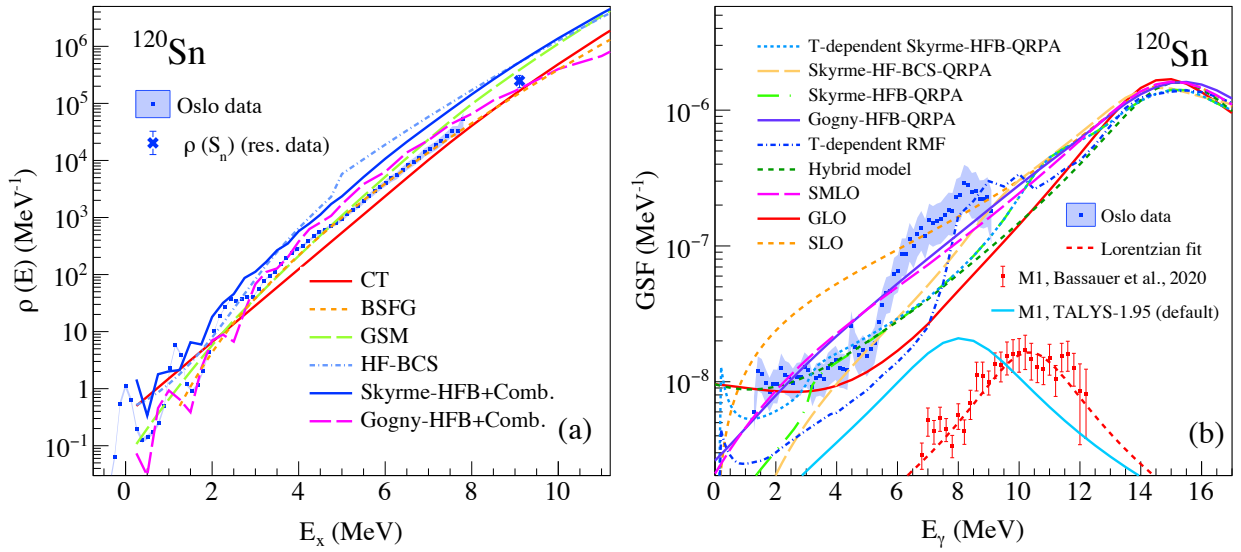 ¹²⁰Sn
Oslo data
ρ (Sₙ) (res. data)
CT
BSFG
GSM
HF-BCS
Skyrme-HFB+Comb.
Gogny-HFB+Comb.
(a)
ρ (E) (MeV⁻¹)
10⁶
10⁵
10⁴
10³
10²
10
1
10⁻¹
0 2 4 6 8 10
Eₓ (MeV)
¹²⁰Sn
T-dependent Skyrme-HFB-QRPA
Skyrme-HF-BCS-QRPA
Skyrme-HFB-QRPA
Gogny-HFB-QRPA
T-dependent RMF
Hybrid model
SMLO
GLO
SLO
Oslo data
Lorentzian fit
M1, Bassauer et al., 2020
M1, TALYS-1.95 (default)
(b)
GSF (MeV⁻¹)
10⁻⁶
10⁻⁷
10⁻⁸
0 2 4 6 8 10 12 14 16
Eᵧ (MeV)